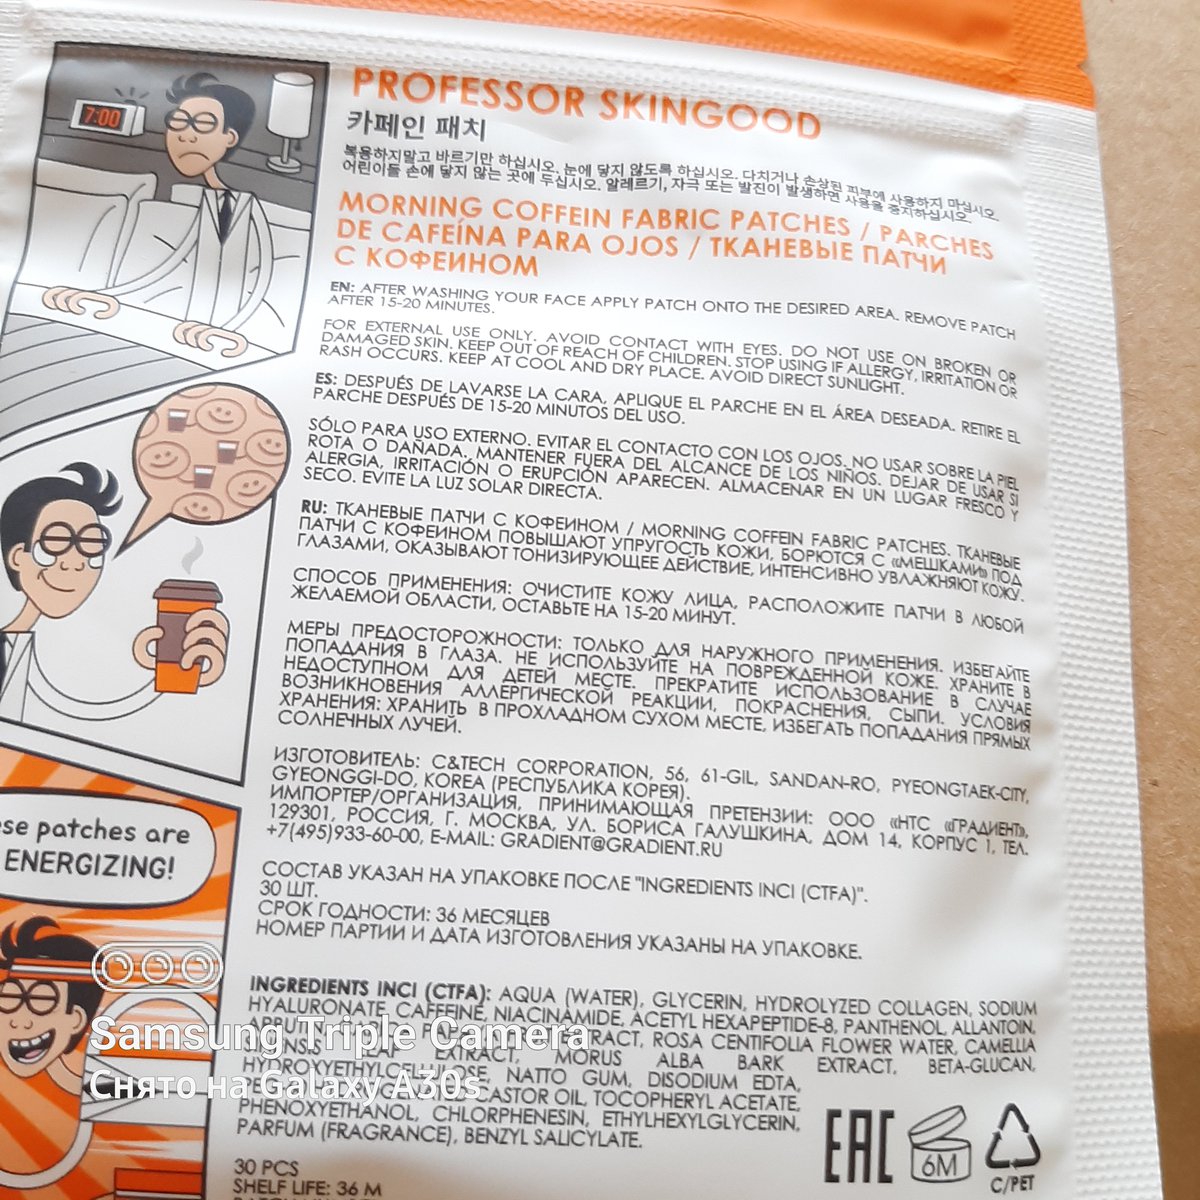 7:00
PROFESSOR SKINGOOD
카페인 패치
복용하지말고 바르기만 하십시오. 눈에 닿지 않도록 하십시오. 다치거나 손상된 피부에 사용하지 마십시오.
어린이들 손에 닿지 않는 곳에 두십시오. 알레르기, 자극 또는 발진이 발생하면 사용을 중지하십시오.
MORNING COFFEIN FABRIC PATCHES / PARCHES
DE CAFEÍNA PARA OJOS / ТКАНЕВЫЕ ПАТЧИ
С КОФЕИНОМ
EN: AFTER WASHING YOUR FACE APPLY PATCH ONTO THE DESIRED AREA. REMOVE PATCH
AFTER 15-20 MINUTES.
FOR EXTERNAL USE ONLY. AVOID CONTACT WITH EYES. DO NOT USE ON BROKEN OR
DAMAGED SKIN. KEEP OUT OF REACH OF CHILDREN. STOP USING IF ALLERGY, IRRITATION OR
RASH OCCURS. KEEP AT COOL AND DRY PLACE. AVOID DIRECT SUNLIGHT.
ES: DESPUÉS DE LAVARSE LA CARA, APLIQUE EL PARCHE EN EL ÁREA DESEADA. RETIRE EL
PARCHE DESPUÉS DE 15-20 MINUTOS DEL USO.
SÓLO PARA USO EXTERNO. EVITAR EL CONTACTO CON LOS OJOS. NO USAR SOBRE LA PIEL
ROTA O DAÑADA. MANTENER FUERA DEL ALCANCE DE LOS NIÑOS. DEJAR DE USAR SI
ALERGIA, IRRITACIÓN O ERUPCIÓN APARECEN. ALMACENAR EN UN LUGAR FRESCO Y
SECO. EVITE LA LUZ SOLAR DIRECTA.
RU: ТКАНЕВЫЕ ПАТЧИ С КОФЕИНОМ / MORNING COFFEIN FABRIC PATCHES. ТКАНЕВЫЕ
ПАТЧИ С КОФЕИНОМ ПОВЫШАЮТ УПРУГОСТЬ КОЖИ, БОРЮТСЯ С «МЕШКАМИ» ПОД
ГЛАЗАМИ, ОКАЗЫВАЮТ ТОНИЗИРУЮЩЕЕ ДЕЙСТВИЕ, ИНТЕНСИВНО УВЛАЖНЯЮТ КОЖУ.
СПОСОБ ПРИМЕНЕНИЯ: ОЧИСТИТЕ КОЖУ ЛИЦА, РАСПОЛОЖИТЕ ПАТЧИ В ЛЮБОЙ
ЖЕЛАЕМОЙ ОБЛАСТИ, ОСТАВЬТЕ НА 15-20 МИНУТ.
МЕРЫ ПРЕДОСТОРОЖНОСТИ: ТОЛЬКО ДЛЯ НАРУЖНОГО ПРИМЕНЕНИЯ. ИЗБЕГАЙТЕ
ПОПАДАНИЯ В ГЛАЗА. НЕ ИСПОЛЬЗУЙТЕ НА ПОВРЕЖДЕННОЙ КОЖЕ. ХРАНИТЕ В
НЕДОСТУПНОМ ДЛЯ ДЕТЕЙ МЕСТЕ. ПРЕКРАТИТЕ ИСПОЛЬЗОВАНИЕ В СЛУЧАЕ
ВОЗНИКНОВЕНИЯ АЛЛЕРГИЧЕСКОЙ РЕАКЦИИ, ПОКРАСНЕНИЯ, СЫПИ. УСЛОВИЯ
ХРАНЕНИЯ: ХРАНИТЬ В ПРОХЛАДНОМ СУХОМ МЕСТЕ, ИЗБЕГАТЬ ПОПАДАНИЯ ПРЯМЫХ
СОЛНЕЧНЫХ ЛУЧЕЙ.
ИЗГОТОВИТЕЛЬ: C&TECH CORPORATION, 56, 61-GIL, SANDAN-RO, PYEONGTAEK-CITY,
GYEONGGI-DO, KOREA (РЕСПУБЛИКА КОРЕЯ).
ИМПОРТЕР/ОРГАНИЗАЦИЯ, ПРИНИМАЮЩАЯ ПРЕТЕНЗИИ: ООО «НТС «ГРАДИЕНТ»,
129301, РОССИЯ, Г. МОСКВА, УЛ. БОРИСА ГАЛУШКИНА, ДОМ 14, КОРПУС 1, ТЕЛ.
+7(495)933-60-00, E-MAIL: GRADIENT@GRADIENT.RU
СОСТАВ УКАЗАН НА УПАКОВКЕ ПОСЛЕ "INGREDIENTS INCI (CTFA)".
30 ШТ.
СРОК ГОДНОСТИ: 36 МЕСЯЦЕВ
НОМЕР ПАРТИИ И ДАТА ИЗГОТОВЛЕНИЯ УКАЗАНЫ НА УПАКОВКЕ.
ese patches are
ENERGIZING!
INGREDIENTS INCI (CTFA): AQUA (WATER), GLYCERIN, HYDROLYZED COLLAGEN, SODIUM
HYALURONATE, CAFFEINE, NIACINAMIDE, ACETYL HEXAPEPTIDE-8, PANTHENOL, ALLANTOIN,
EXTRACT, ROSA CENTIFOLIA FLOWER WATER, CAMELLIA
LEAF EXTRACT, MORUS ALBA BARK EXTRACT, BETA-GLUCAN,
HYDROXYETHYLCELLULOSE, NATTO GUM, DISODIUM EDTA,
CASTOR OIL, TOCOPHERYL ACETATE,
PHENOXYETHANOL, CHLORPHENESIN, ETHYLHEXYLGLYCERIN,
PARFUM (FRAGRANCE), BENZYL SALICYLATE.
30 PCS
SHELF LIFE: 36 M
EAC
6M
C/PET
Samsung Triple Camera
Снято на Galaxy A30s